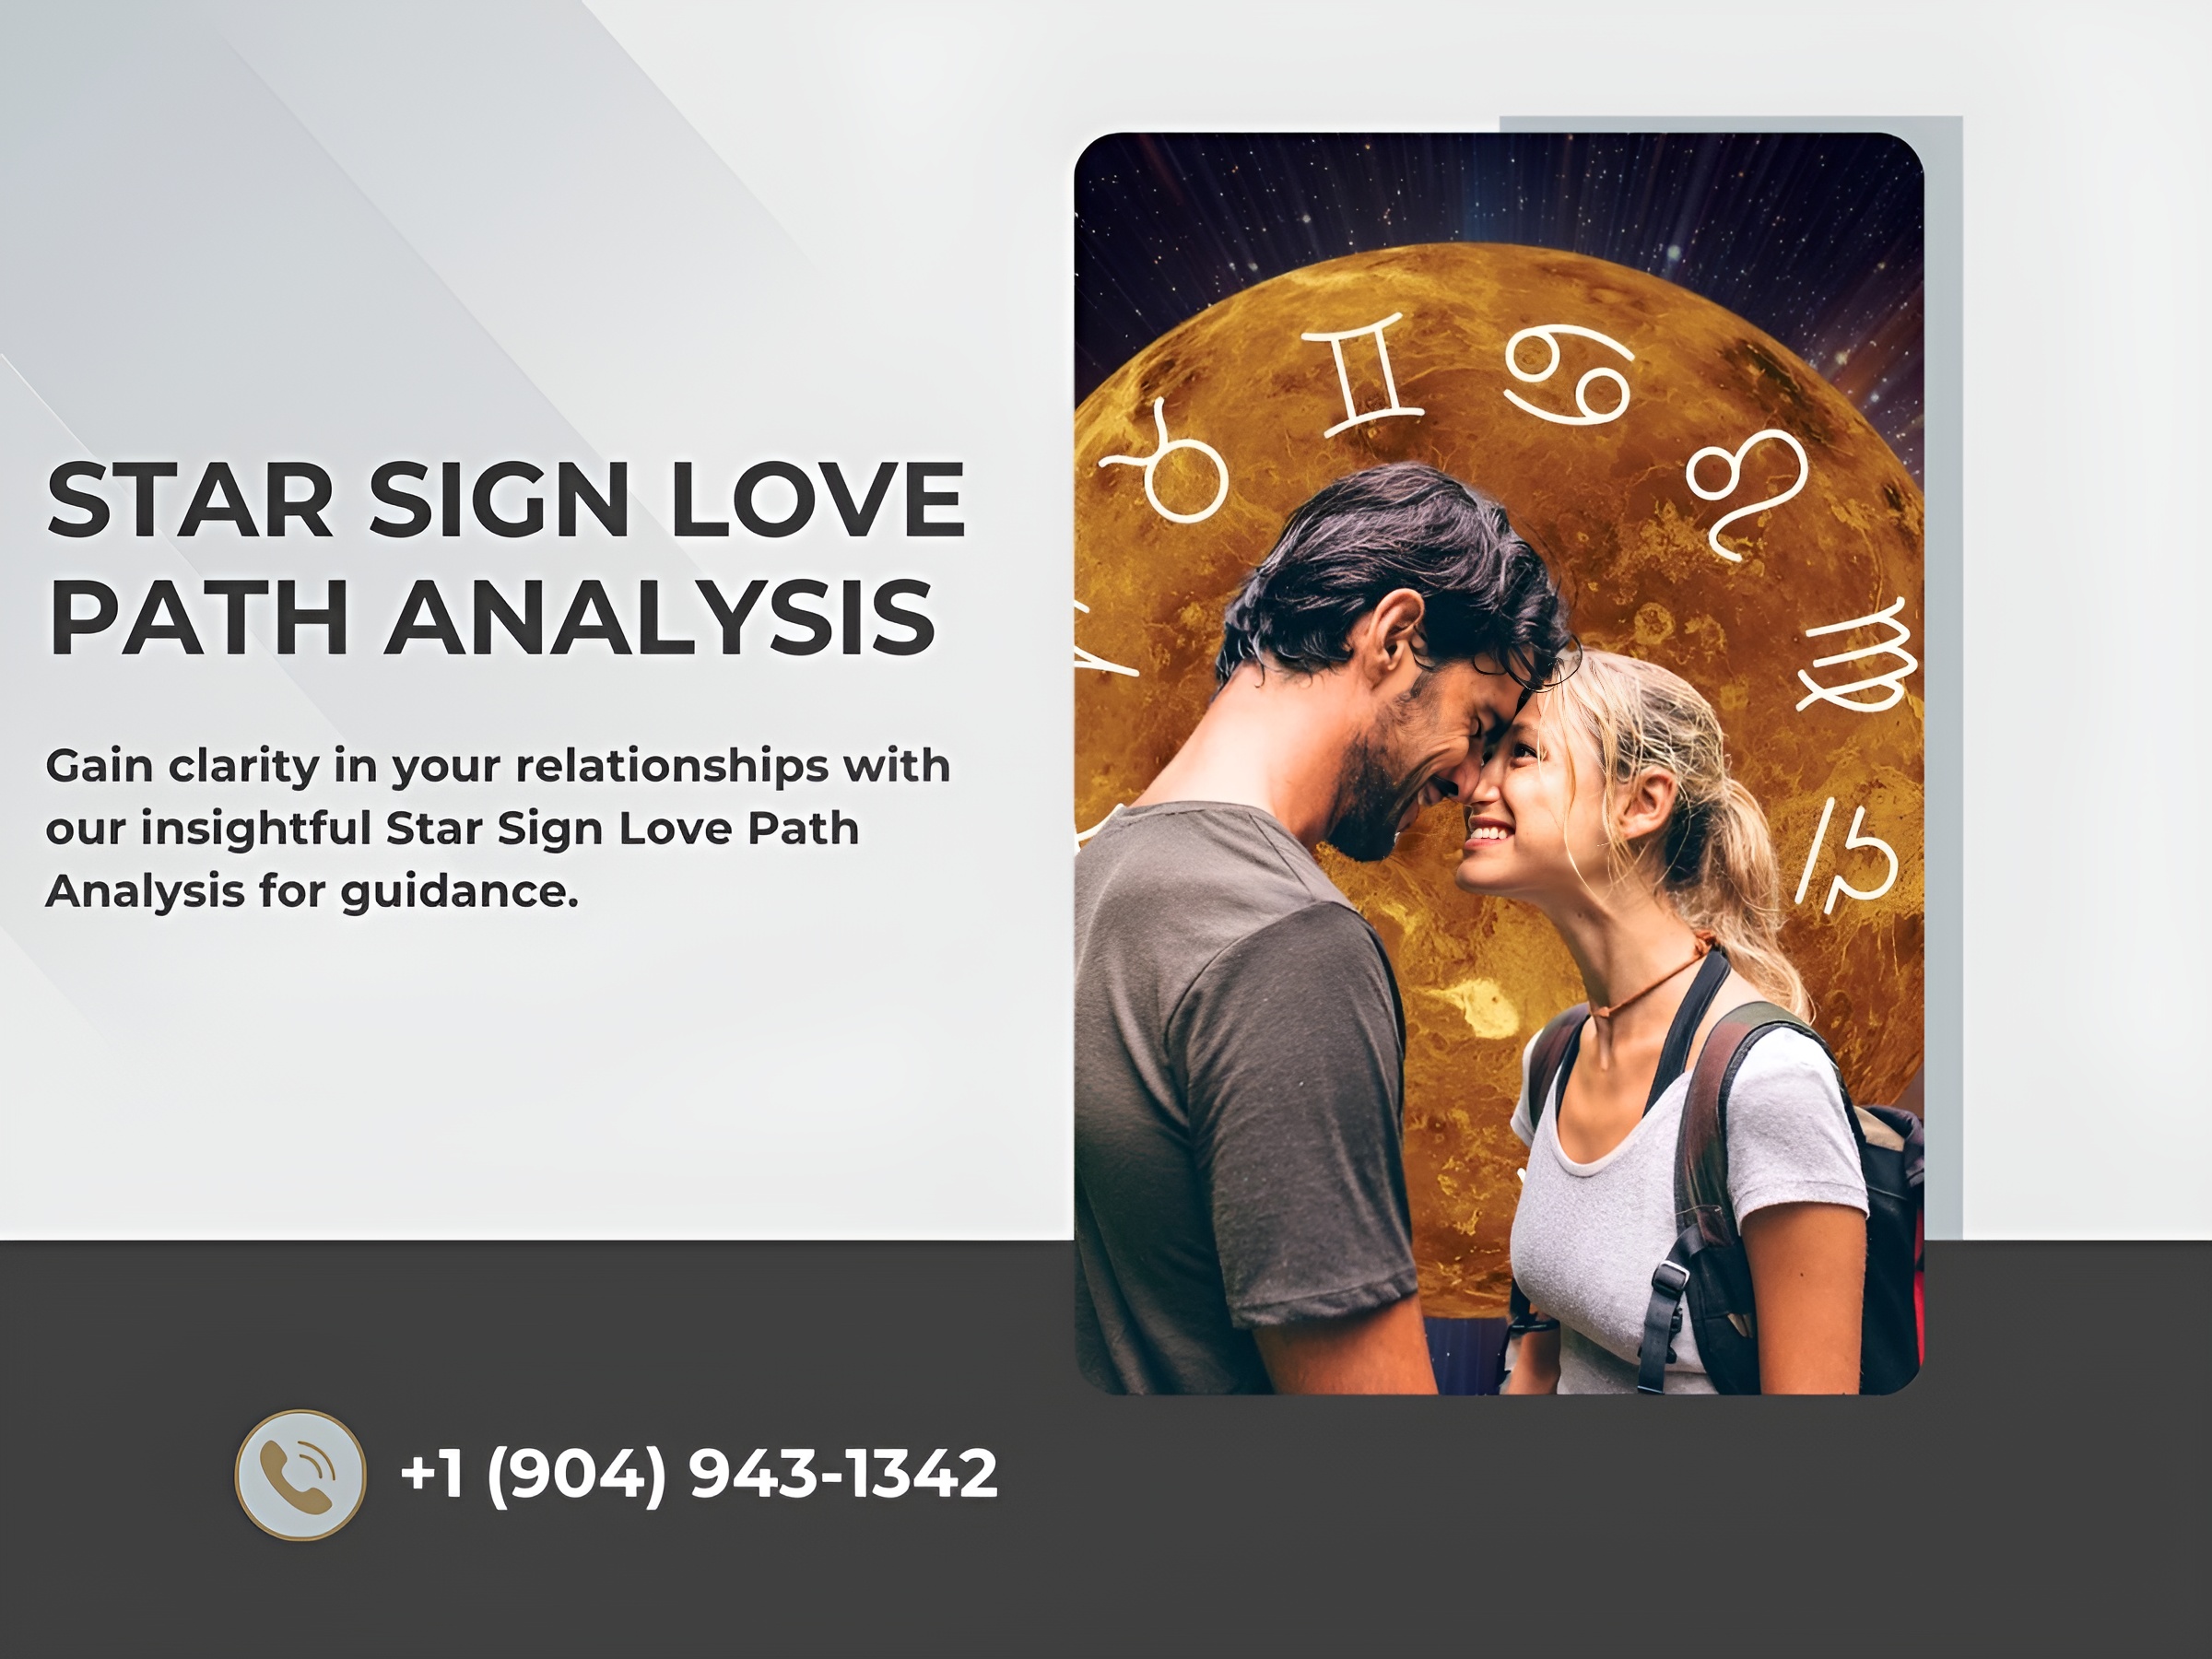 STAR SIGN LOVE
PATH ANALYSIS
Gain clarity in your relationships with
our insightful Star Sign Love Path
Analysis for guidance.
+1 (904) 943-1342